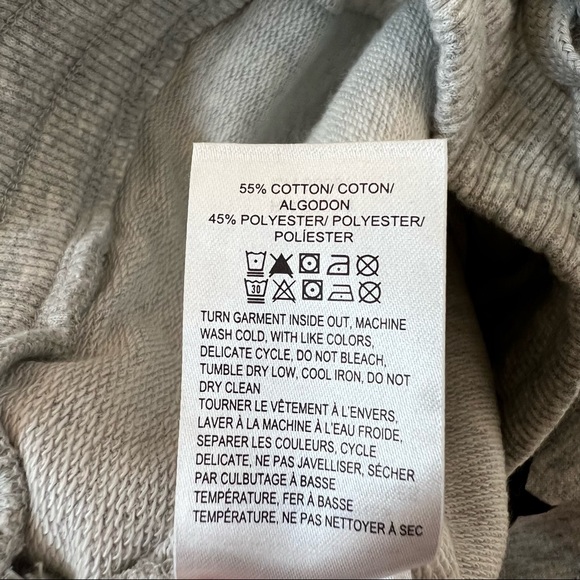 55% COTTON/ COTON/
ALGODON
45% POLYESTER/ POLYESTER/
POLÍESTER
30
TURN GARMENT INSIDE OUT, MACHINE
WASH COLD, WITH LIKE COLORS,
DELICATE CYCLE, DO NOT BLEACH,
TUMBLE DRY LOW, COOL IRON, DO NOT
DRY CLEAN
TOURNER LE VÊTEMENT À L'ENVERS,
LAVER À LA MACHINE À L'EAU FROIDE,
SEPARER LES COULEURS, CYCLE
DELICATE, NE PAS JAVELLISER, SÉCHER
PAR CULBUTAGE À BASSE
TEMPÉRATURE, FER À BASSE
TEMPÉRATURE, NE PAS NETTOYER À SEC